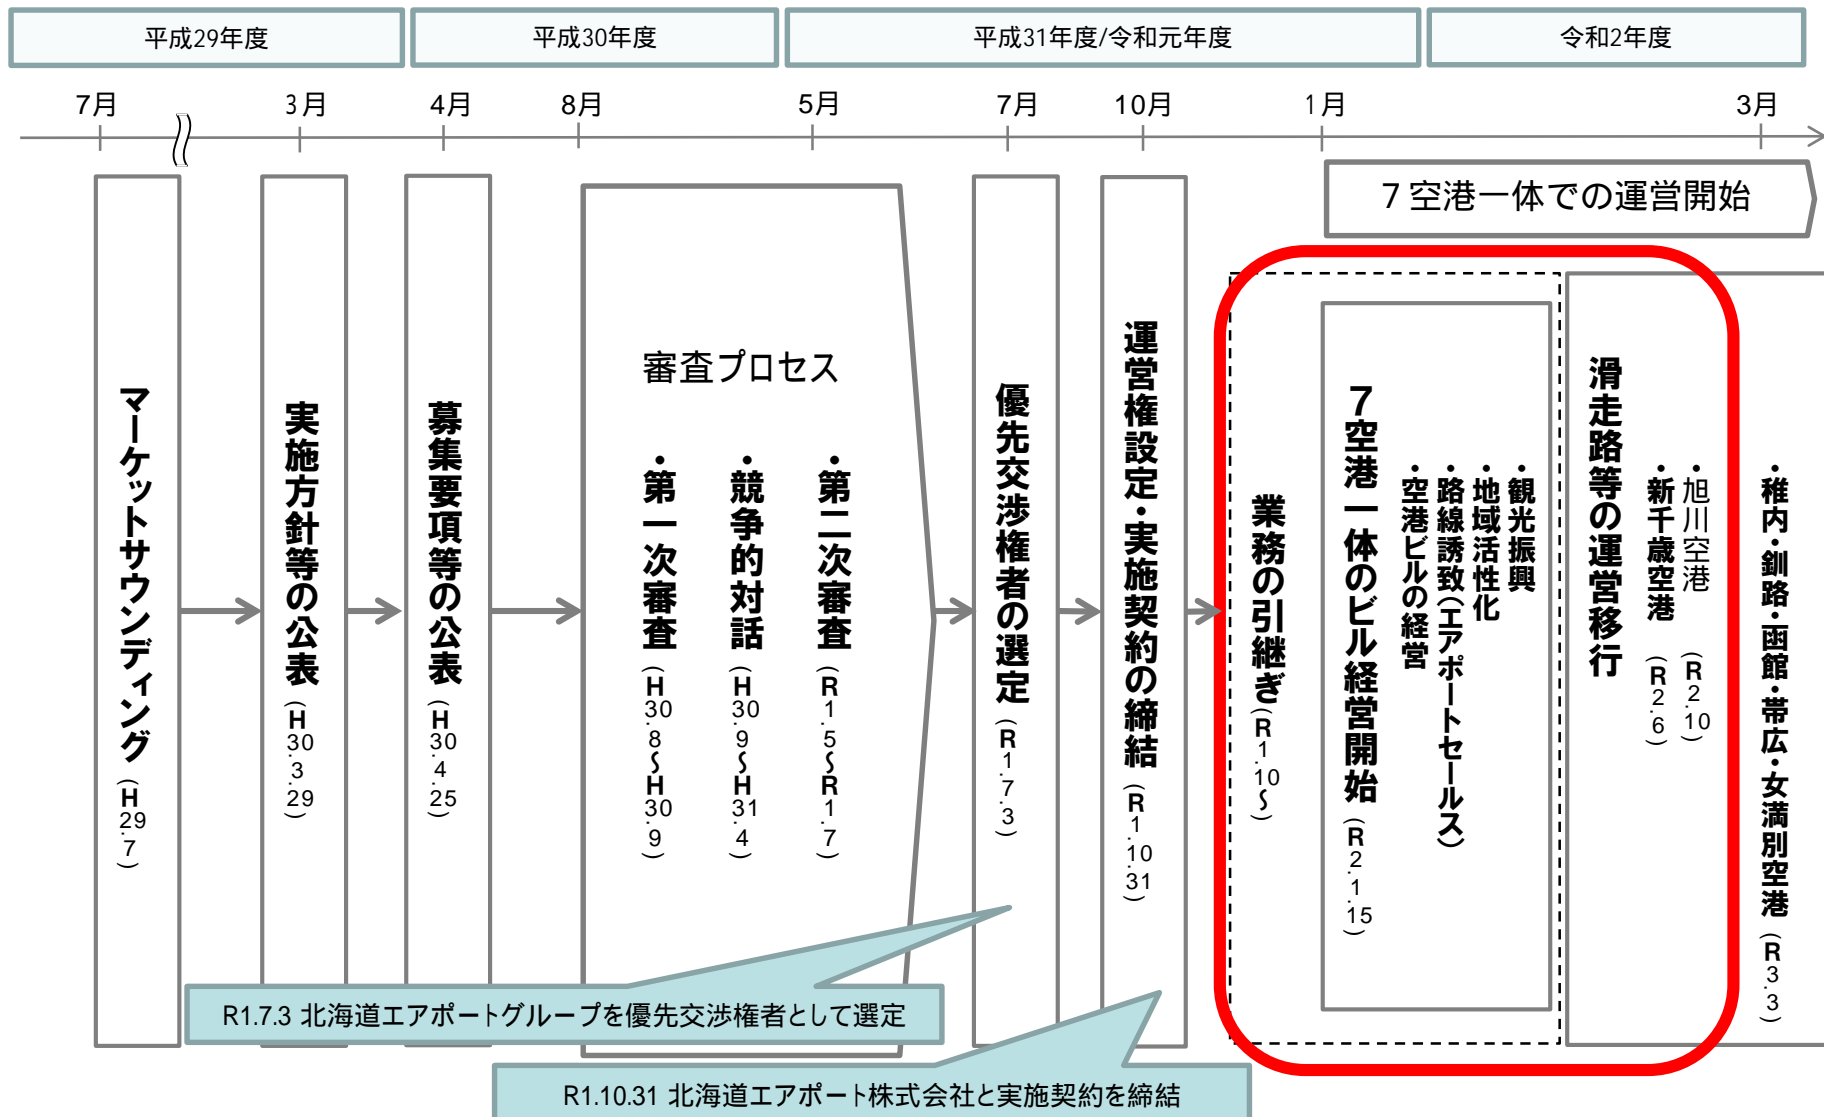 平成29年度
平成30年度
平成31年度/令和元年度
令和2年度
7月
3月
4月
8月
5月
7月
10月
1月
3月
7空港一体での運営開始
マーケットサウンディング(H29.7)
実施方針等の公表(H30.3.29)
募集要項等の公表(H30.4.25)
審査プロセス
・第一次審査(H30.8~H30.9)
・競争的対話(H30.9~H31.4)
・第二次審査(R1.5~R1.7)
優先交渉権者の選定(R1.7.3)
運営権設定・実施契約の締結(R1.10.31)
業務の引継ぎ(R1.10~)
7空港一体のビル経営開始(R2.1.15)
・空港ビルの経営
・路線誘致(エアポートセールス)
・地域活性化
・観光振興
滑走路等の運営移行
・新千歳空港(R2.6)
・旭川空港(R2.10)
・稚内・釧路・函館・帯広・女満別空港(R3.3)
R1.7.3 北海道エアポートグループを優先交渉権者として選定
R1.10.31 北海道エアポート株式会社と実施契約を締結